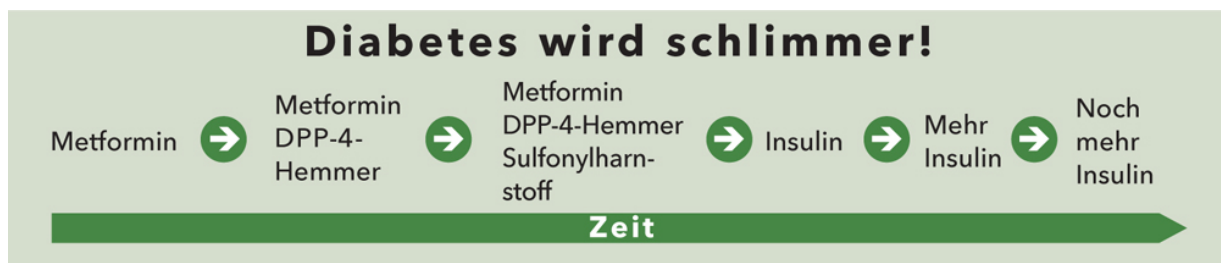 Diabetes wird schlimmer!
Metformin
Metformin
DPP-4-
Hemmer
Metformin
DPP-4-Hemmer
Sulfonylharn-
stoff
Insulin
Mehr
Insulin
Noch
mehr
Insulin
Zeit